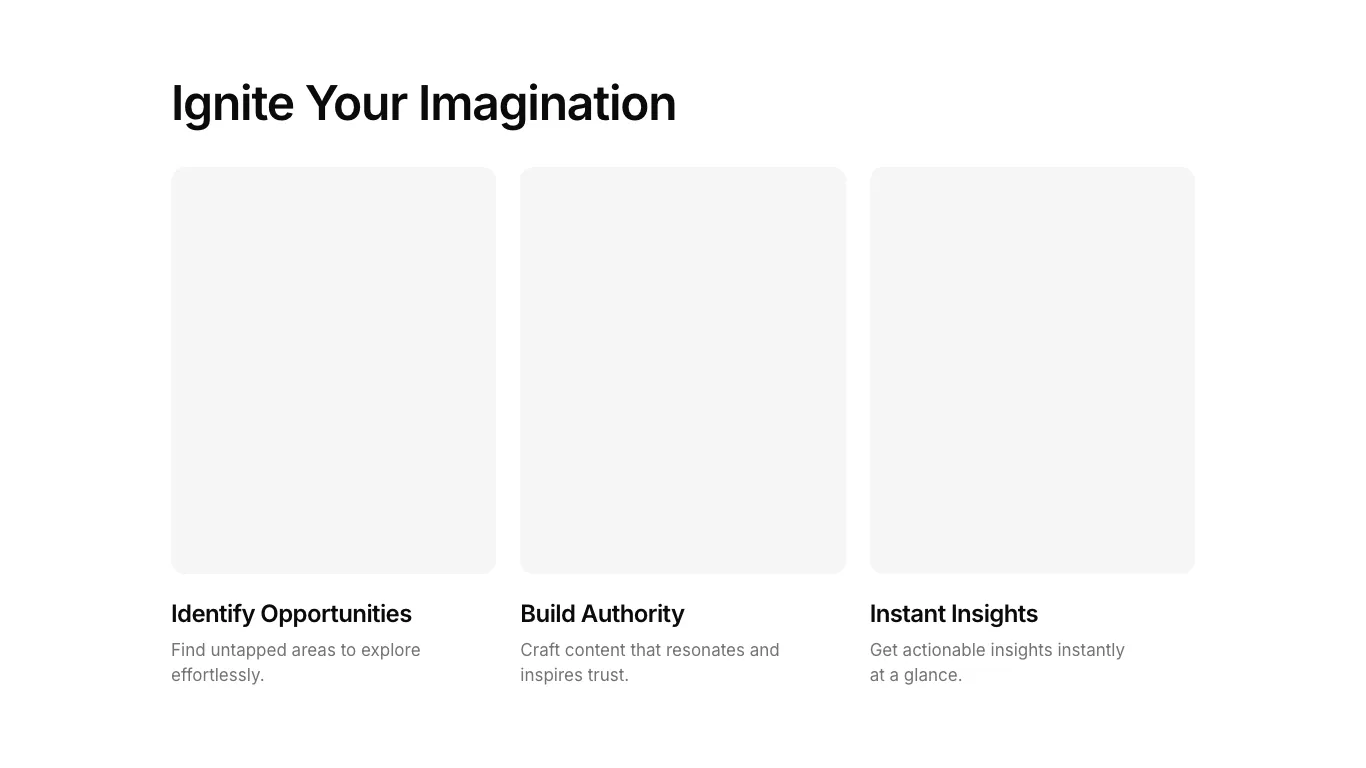 Ignite Your Imagination
Identify Opportunities
Find untapped areas to explore
effortlessly.
Build Authority
Craft content that resonates and
inspires trust.
Instant Insights
Get actionable insights instantly
at a glance.